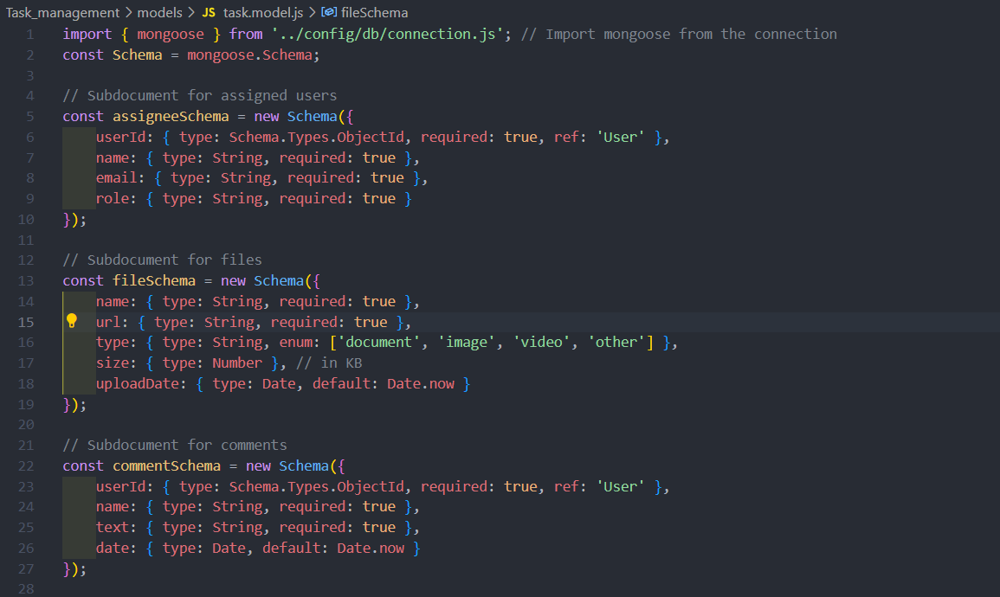 Task_management > models > JS task.model.js > fileSchema
1 import { mongoose } from '../config/db/connection.js'; // Import mongoose from the connection
2 const Schema = mongoose.Schema;
3
4 // Subdocument for assigned users
5 const assigneeSchema = new Schema({
6 userId: { type: Schema.Types.ObjectId, required: true, ref: 'User' },
7 name: { type: String, required: true },
8 email: { type: String, required: true },
9 role: { type: String, required: true }
10 });
11
12 // Subdocument for files
13 const fileSchema = new Schema({
14 name: { type: String, required: true },
15 url: { type: String, required: true },
16 type: { type: String, enum: ['document', 'image', 'video', 'other'] },
17 size: { type: Number }, // in KB
18 uploadDate: { type: Date, default: Date.now }
19 });
20
21 // Subdocument for comments
22 const commentSchema = new Schema({
23 userId: { type: Schema.Types.ObjectId, required: true, ref: 'User' },
24 name: { type: String, required: true },
25 text: { type: String, required: true },
26 date: { type: Date, default: Date.now }
27 });
28